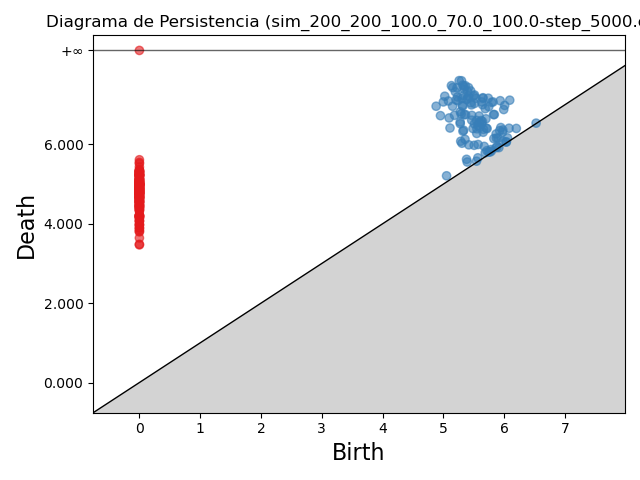 Diagrama de Persistencia (sim_200_200_100.0_70.0_100.0-step_5000.
+∞
6.000
4.000
2.000
0.000
Death
0 1 2 3 4 5 6 7
Birth